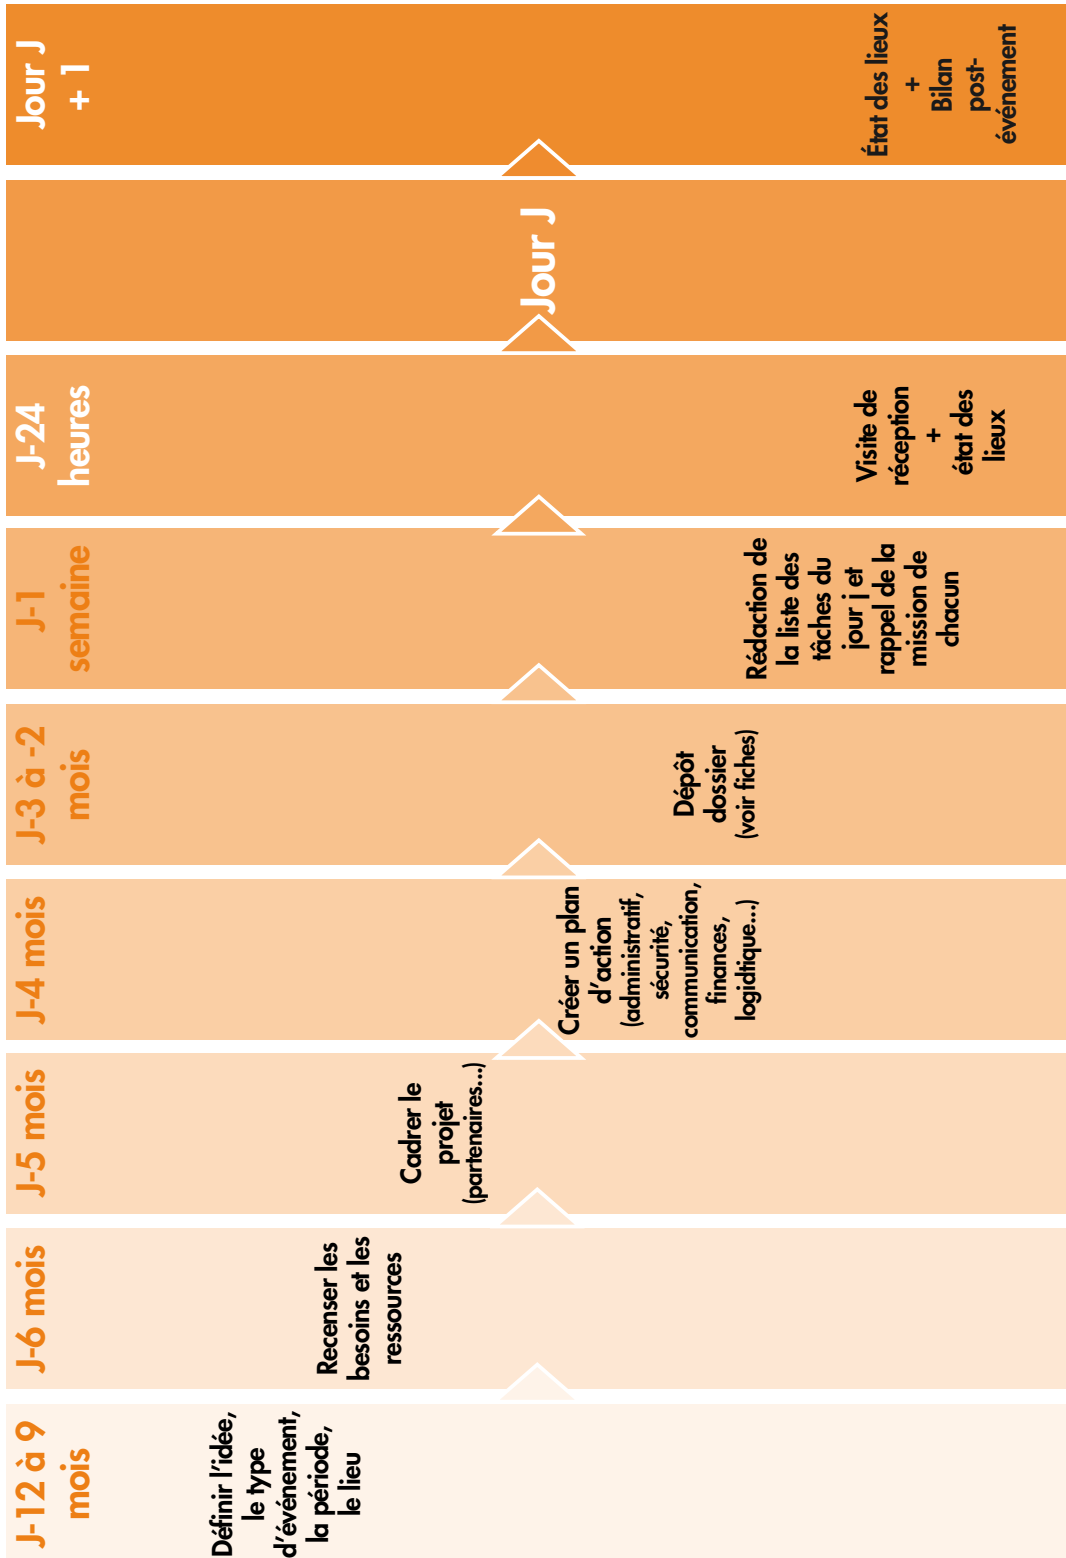 J-12 à 9
mois
Définir l'idée,
le type
d'événement,
la période,
le lieu
J-6 mois
Recenser les
besoins et les
ressources
J-5 mois
Cadrer le
projet
(partenaires...)
J-4 mois
Créer un plan
d'action
(administratif,
sécurité,
communication,
finances,
logidtique...)
J-3 à -2
mois
Dépôt
dossier
(voir fiches)
J-1
semaine
Rédaction de
la liste des
tâches du
jour j et
rappel de la
mission de
chacun
J-24
heures
Visite de
réception
+
état des
lieux
Jour J
Jour J
+ 1
État des lieux
+
Bilan
post-
événement